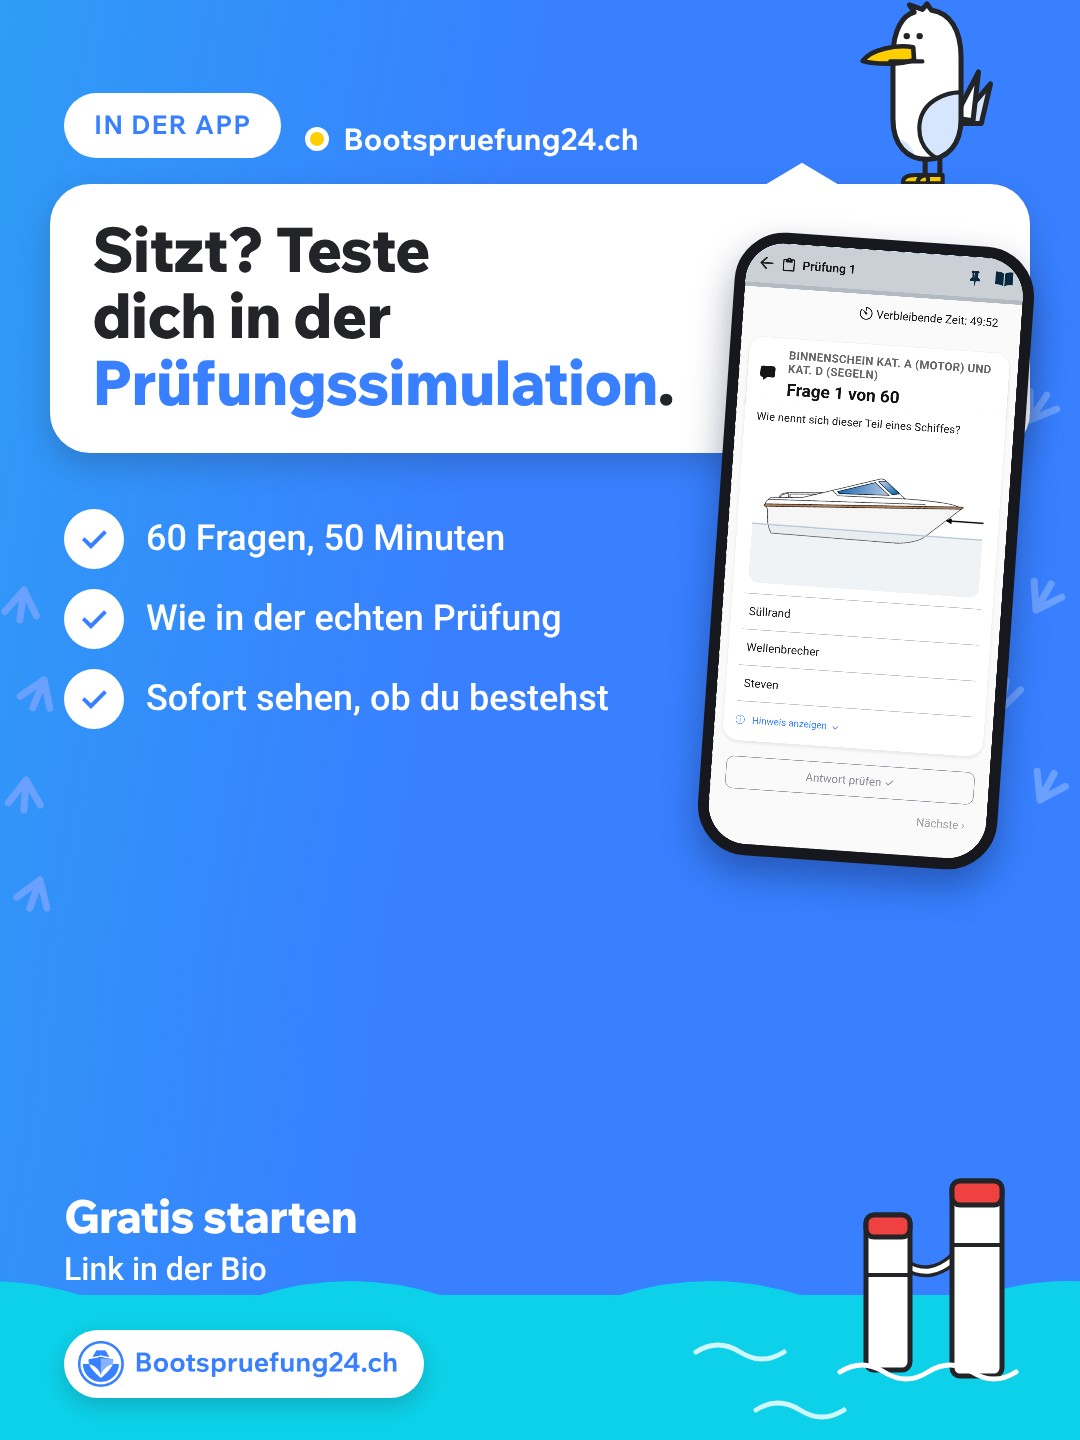 IN DER APP
Bootspruefung24.ch
Sitzt? Teste
dich in der
Prüfungssimulation.
60 Fragen, 50 Minuten
Wie in der echten Prüfung
Sofort sehen, ob du bestehst
Prüfung 1
Verbleibende Zeit: 49:52
BINNENSCHEIN KAT. A (MOTOR) UND
KAT. D (SEGELN)
Frage 1 von 60
Wie nennt sich dieser Teil eines Schiffes?
Süllrand
Wellenbrecher
Steven
Hinweis anzeigen
Antwort prüfen
Nächste ›
Gratis starten
Link in der Bio
Bootspruefung24.ch